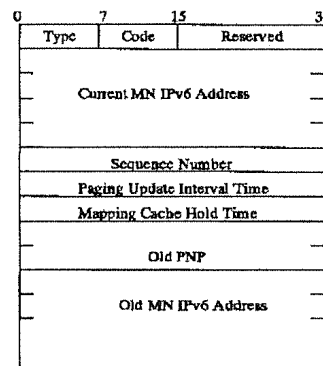 0 7 15 3
Type Code Reserved
Current MN IPv6 Address
Sequence Number
Paging Update Interval Time
Mapping Cache Hold Time
Old PNP
Old MN IPv6 Address